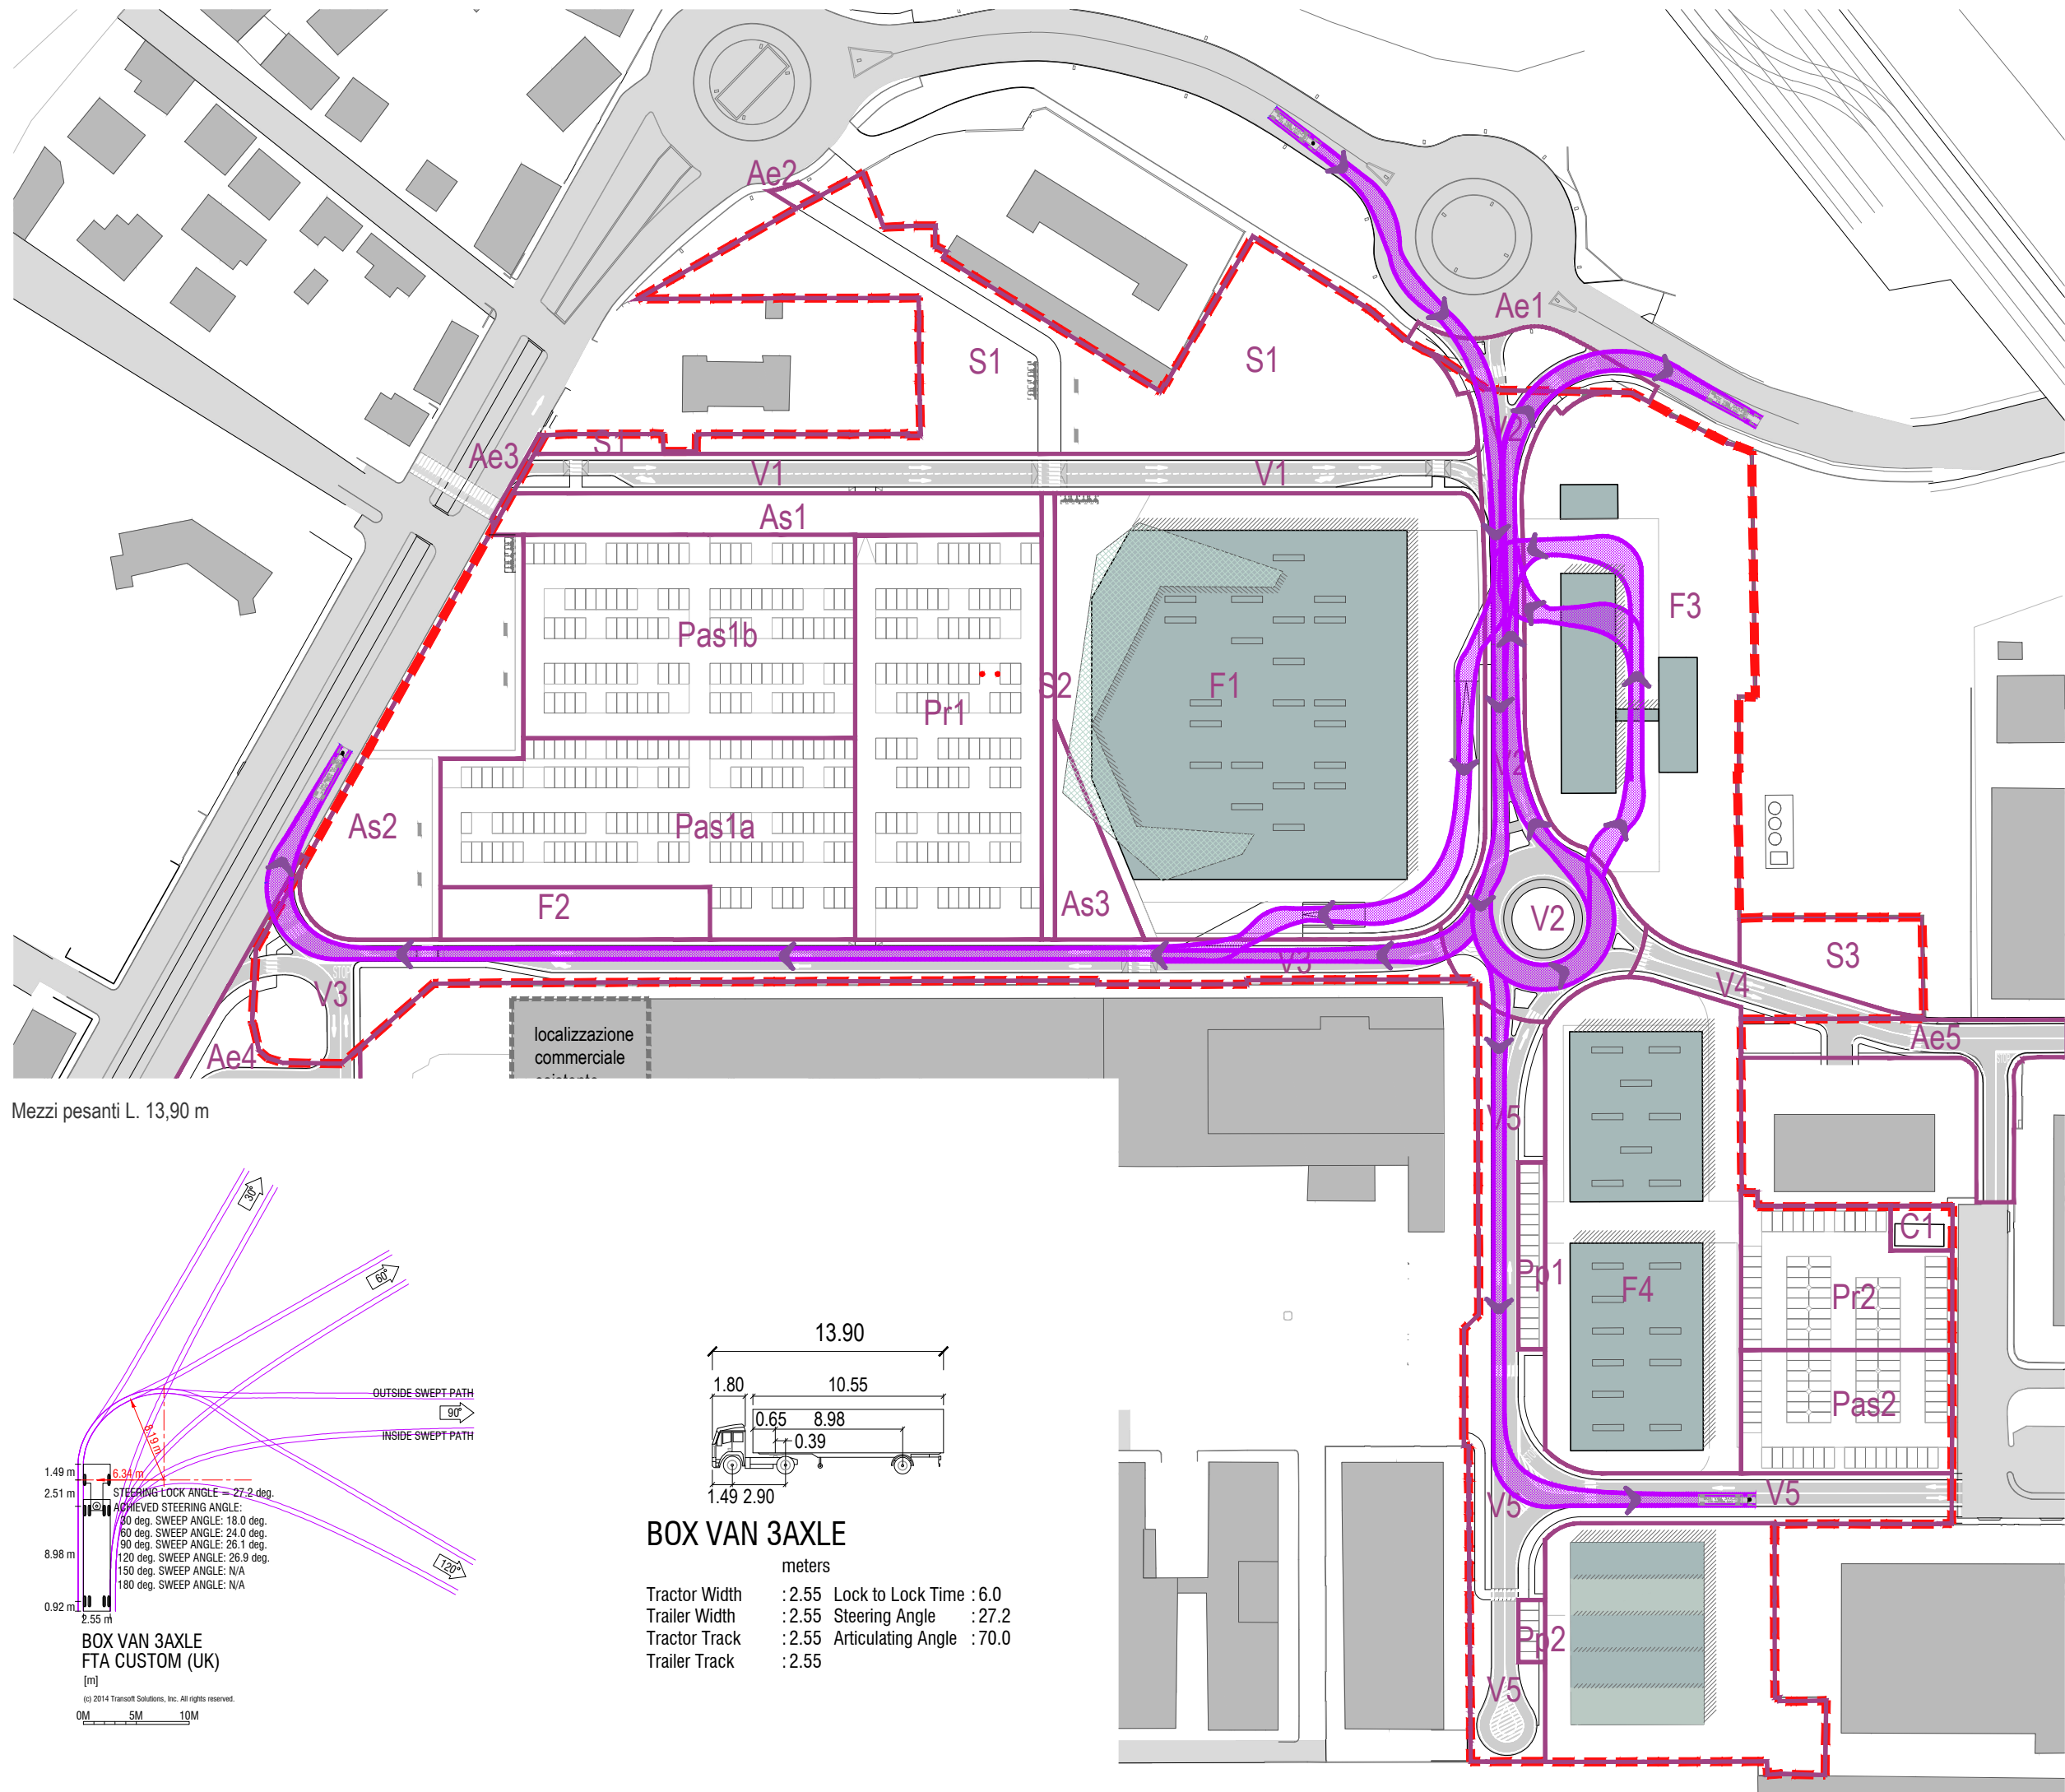 Ae2
Ae1
S1
S1
S1
Ae3
V1
V1
V2
As1
Pas1b
Pr1
S2
F1
F3
V2
As2
Pas1a
F2
As3
V2
V3
V3
S3
V4
Ae4
Ae5
localizzazione
commerciale
V5
C1
Pp1
F4
Pr2
Pas2
V5
V5
Pp2
V5
STOP
Mezzi pesanti L. 13,90 m
30°
60°
OUTSIDE SWEPT PATH
90°
INSIDE SWEPT PATH
120°
6.19 m
6.34 m
1.49 m
2.51 m
8.98 m
0.92 m
2.55 m
STEERING LOCK ANGLE = 27.2 deg.
ACHIEVED STEERING ANGLE:
30 deg. SWEEP ANGLE: 18.0 deg.
60 deg. SWEEP ANGLE: 24.0 deg.
90 deg. SWEEP ANGLE: 26.1 deg.
120 deg. SWEEP ANGLE: 26.9 deg.
150 deg. SWEEP ANGLE: N/A
180 deg. SWEEP ANGLE: N/A
BOX VAN 3AXLE
FTA CUSTOM (UK)
[m]
(c) 2014 Transoft Solutions, Inc. All rights reserved.
0M 5M 10M
13.90
1.80 10.55
0.65 8.98
0.39
1.49 2.90
BOX VAN 3AXLE
meters
Tractor Width : 2.55 Lock to Lock Time : 6.0
Trailer Width : 2.55 Steering Angle : 27.2
Tractor Track : 2.55 Articulating Angle : 70.0
Trailer Track : 2.55